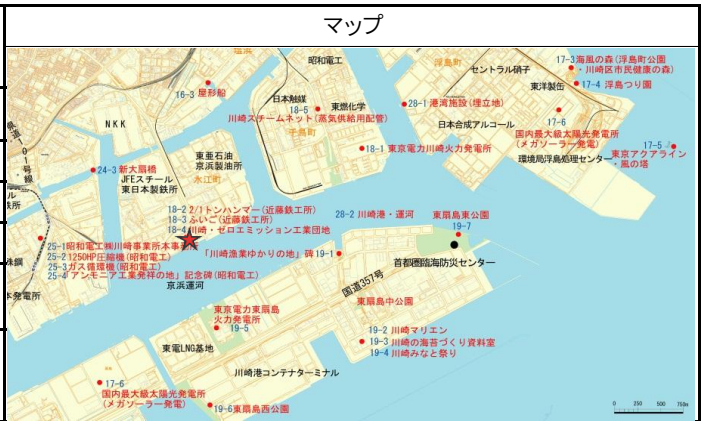 マップ
昭和電工
浮島町
セントラル硝子
17-3 海風の森(浮島町公園
・川崎区市民健康の森)
東洋製缶
17-4 浮島つり園
16-3 屋形船
日本触媒
18-5
東燃化学
川崎スチームネット(蒸気供給用配管)
28-1 港湾施設(埋立地)
千鳥町
日本合成アルコール
17-6
国内最大級太陽光発電所
(メガソーラー発電)
NKK
県道101号線
18-1 東京電力川崎火力発電所
17-5
東京アクアライン
・風の塔
環境局浮島処理センター
東亜石油
京浜製油所
水江町
24-3 新大扇橋
JFEスチール
東日本製鉄所
18-2 2/1トンハンマー(近藤鉄工所)
18-3 ふいご(近藤鉄工所)
18-4 川崎・ゼロエミッション工業団地
28-2 川崎港・運河
東扇島東公園
19-7
25-1 昭和電工㈱川崎事業所本事務所
25-2 1250HP圧縮機(昭和電工)
25-3 ガス循環機(昭和電工)
25-4 「アンモニア工業発祥の地」記念碑(昭和電工)
「川崎漁業ゆかりの地」碑 19-1
首都圏臨海防災センター
京浜運河
国道357号
東京電力東扇島
火力発電所
19-5
東扇島中公園
19-2 川崎マリエン
19-3 川崎の海苔づくり資料室
19-4 川崎みなと祭り
東電LNG基地
川崎港コンテナターミナル
17-6
国内最大級太陽光発電所
(メガソーラー発電)
19-6 東扇島西公園
0 250 500 750m